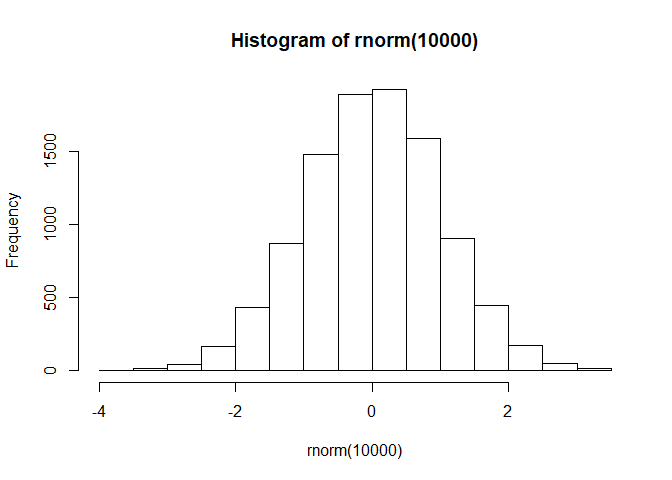 Histogram of rnorm(10000)
Frequency
1500
1000
500
0
-4 -2 0 2
rnorm(10000)